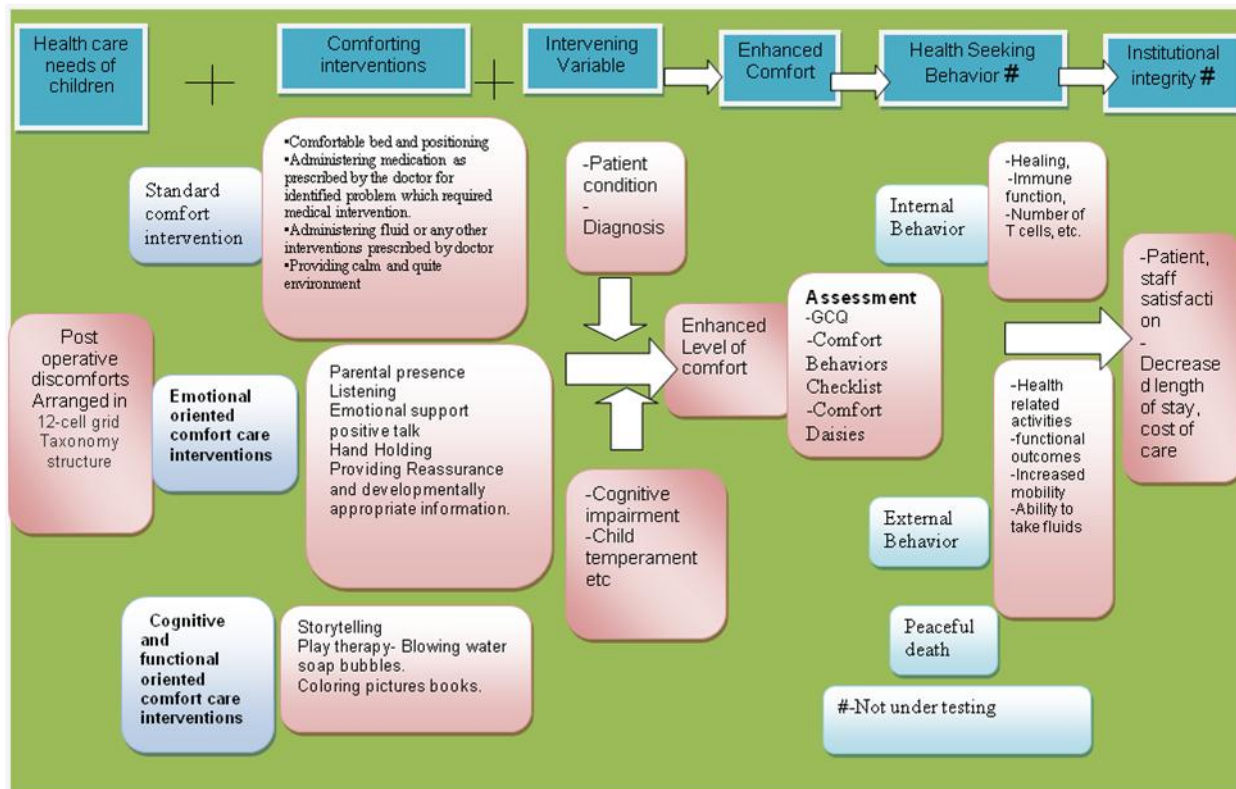 Health care
needs of
children
Comforting
interventions
Intervening
Variable
Enhanced
Comfort
Health Seeking
Behavior #
Institutional
integrity #
Standard
comfort
intervention
•Comfortable bed and positioning
•Administering medication as
prescribed by the doctor for
identified problem which required
medical intervention.
•Administering fluid or any other
interventions prescribed by doctor
•Providing calm and quite
environment
-Patient
condition
-
Diagnosis
Internal
Behavior
-Healing,
-Immune
function,
-Number of
T cells, etc.
Post
operative
discomforts
Arranged in
12-cell grid
Taxonomy
structure
Emotional
oriented
comfort care
interventions
Parental presence
Listening
Emotional support
positive talk
Hand Holding
Providing Reassurance
and developmentally
appropriate information.
Enhanced
Level of
comfort
Assessment
-GCQ
-Comfort
Behaviors
Checklist
-Comfort
Daisies
-Patient,
staff
satisfacti
on
-
Decrease
d length
of stay,
cost of
care
-Cognitive
impairment
-Child
temperament
etc
External
Behavior
-Health
related
activities
-functional
outcomes
-Increased
mobility
-Ability to
take fluids
Cognitive
and
functional
oriented
comfort care
interventions
Storytelling
Play therapy- Blowing water
soap bubbles.
Coloring pictures books.
Peaceful
death
#-Not under testing